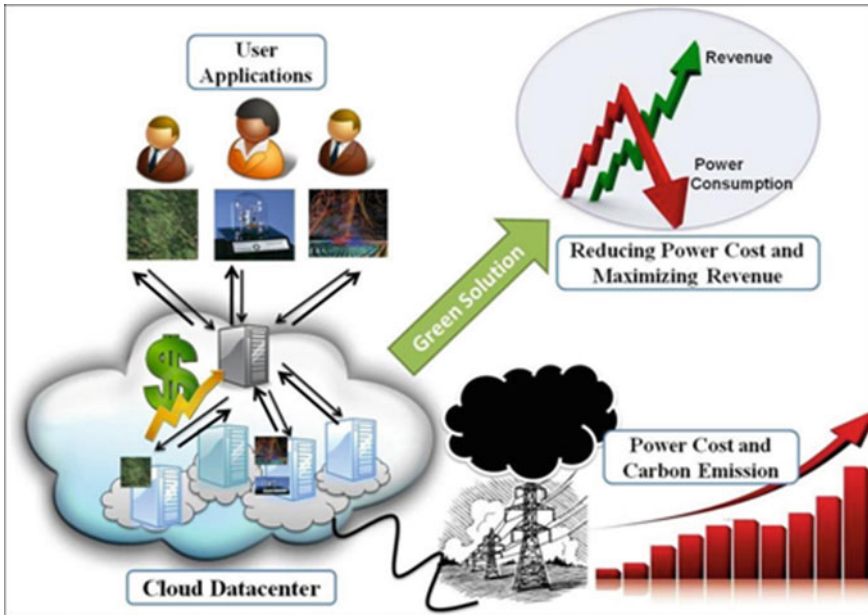 User
Applications
Revenue
Power
Consumption
Reducing Power Cost and
Maximizing Revenue
Green Solution
$
Power Cost and
Carbon Emission
Cloud Datacenter